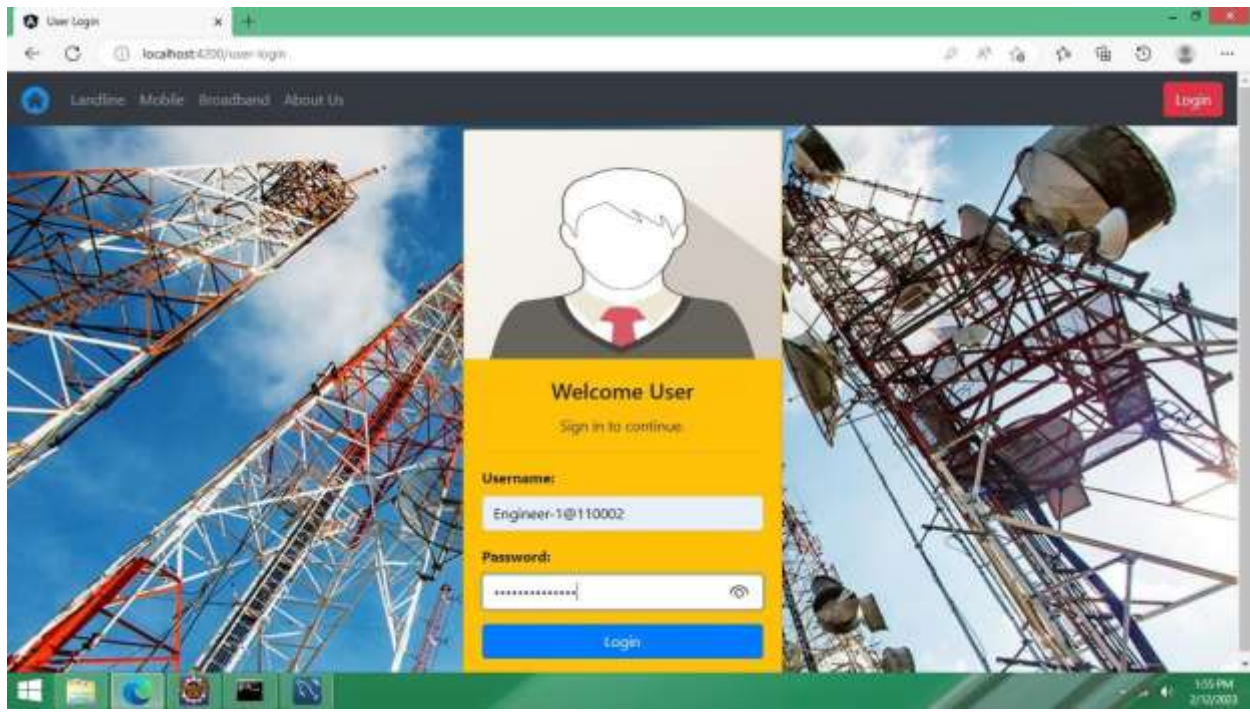 User Login
localhost:4200/user-login
Landline Mobile Broadband About Us
Login
Welcome User
Sign in to continue.
Username:
Engineer-1@110002
Password:
Login
1:55 PM
2/12/2023